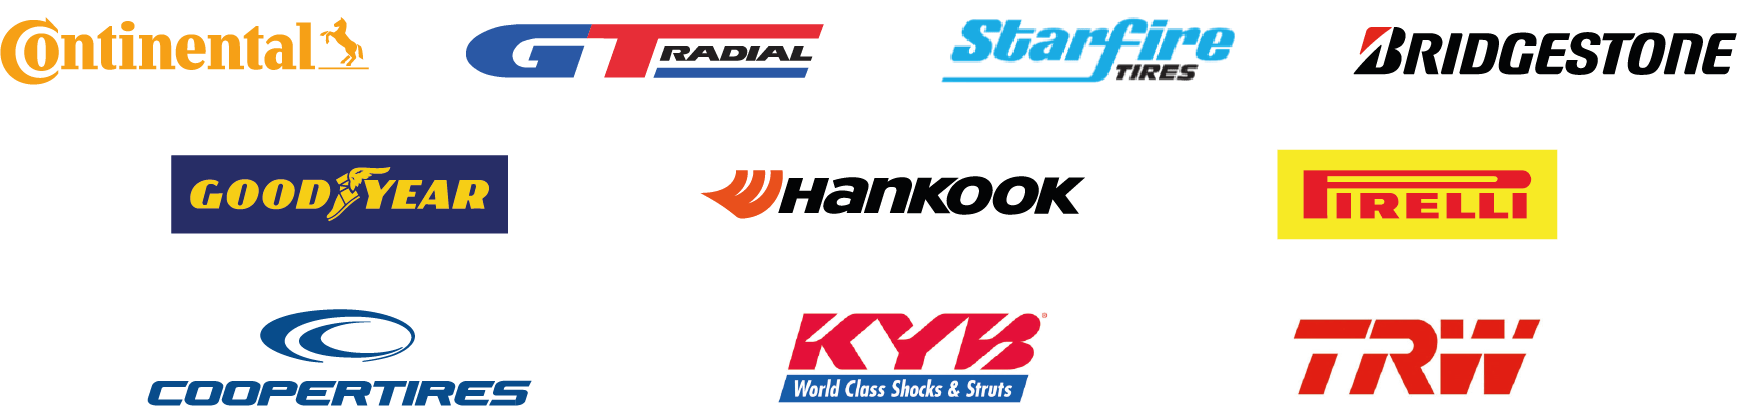 Continental
GT RADIAL
Starfire
TIRES
BRIDGESTONE
GOODYEAR
HANKOOK
PIRELLI
COOPERTIRES
KYB®
World Class Shocks & Struts
TRW